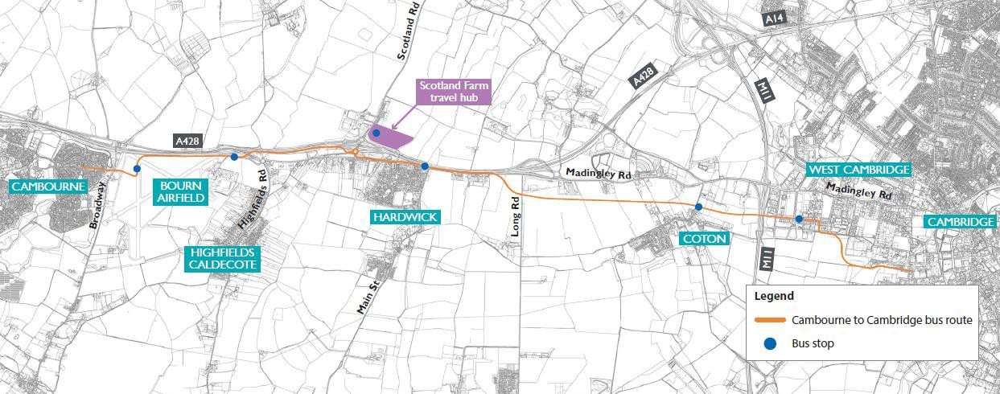 Scotland Rd
A14
A428
M11
Scotland Farm
travel hub
A428
CAMBOURNE
Broadway
BOURN
AIRFIELD
Highfields Rd
HIGHFIELDS
CALDECOTE
HARDWICK
Main St
Long Rd
Madingley Rd
WEST CAMBRIDGE
Madingley Rd
CAMBRIDGE
COTON
M11
Legend
Cambourne to Cambridge bus route
Bus stop